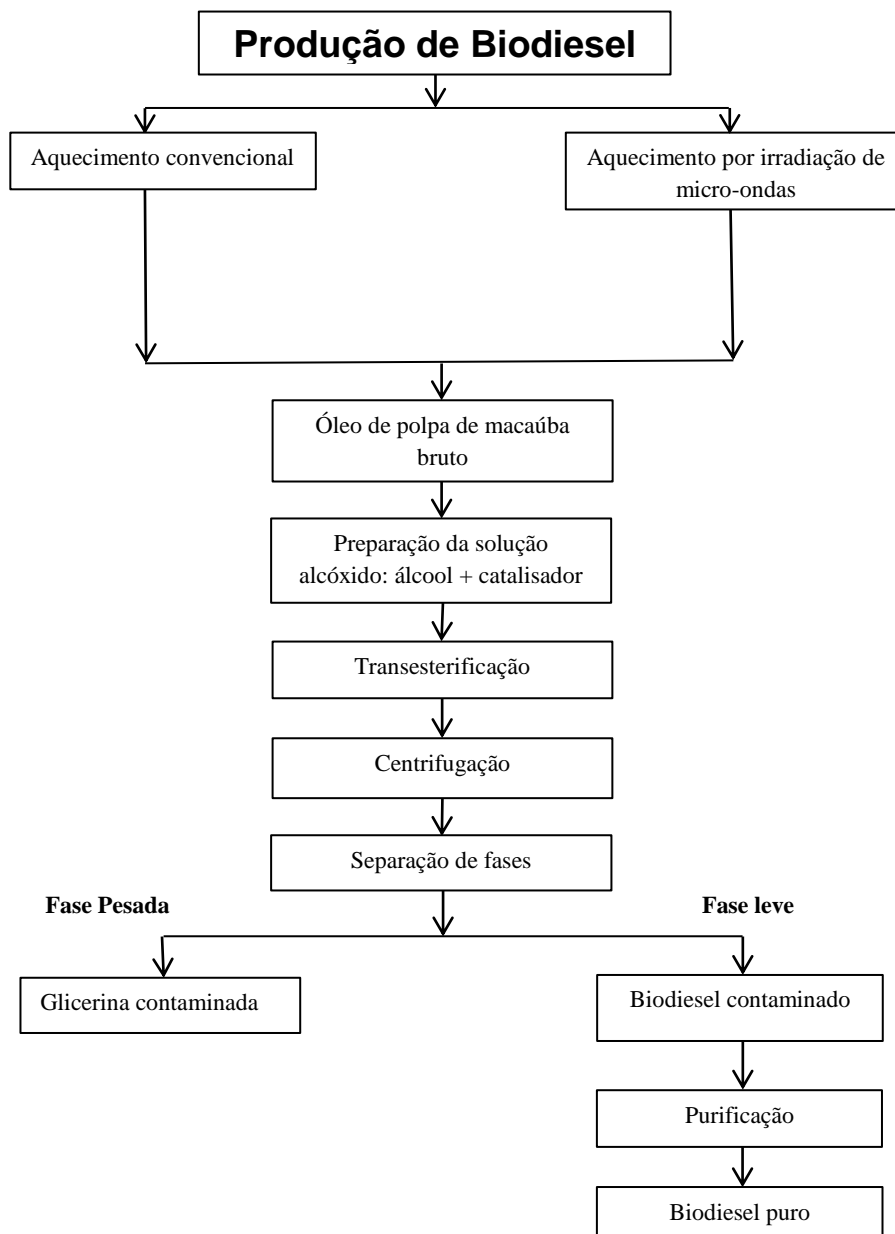 Produção de Biodiesel
Aquecimento convencional
Aquecimento por irradiação de
micro-ondas
Óleo de polpa de macaúba
bruto
Preparação da solução
alcóxido: álcool + catalisador
Transesterificação
Centrifugação
Separação de fases
Fase Pesada
Fase leve
Glicerina contaminada
Biodiesel contaminado
Purificação
Biodiesel puro